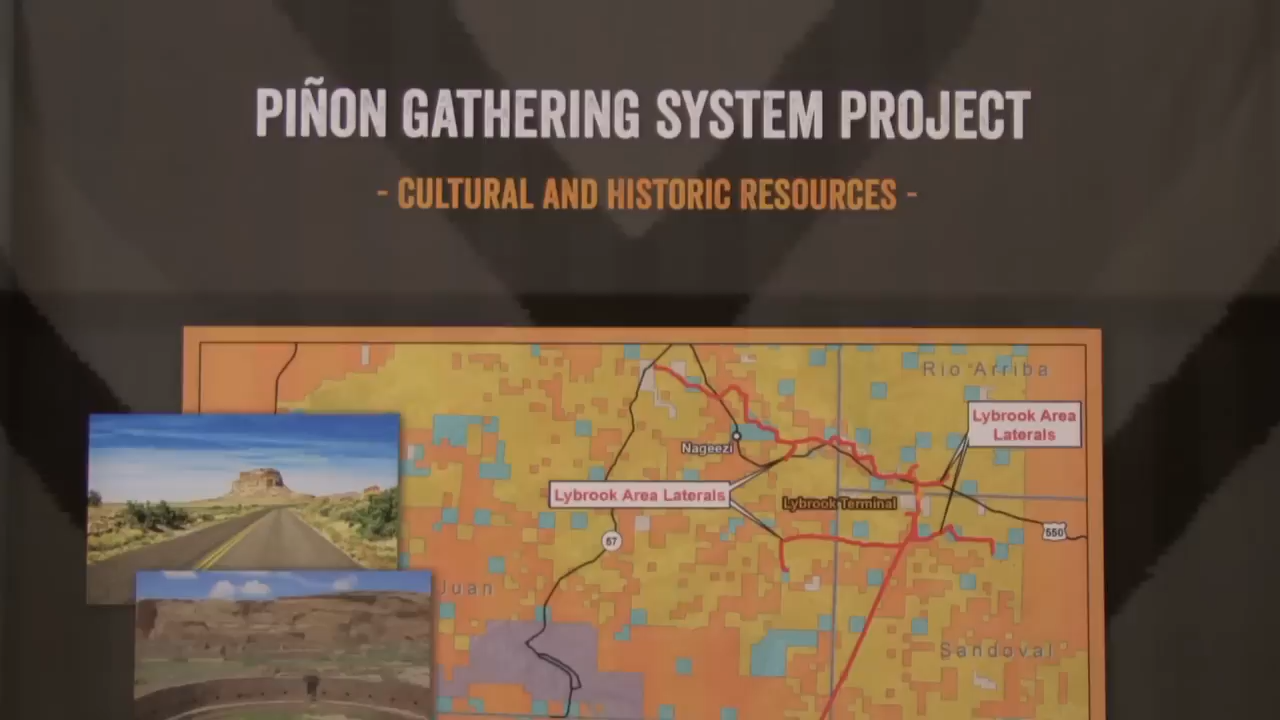 PIÑON GATHERING SYSTEM PROJECT
- CULTURAL AND HISTORIC RESOURCES -
Rio Arriba
Lybrook Area
Laterals
Nageezi
Lybrook Area Laterals
Lybrook Terminal
550
57
Juan
Sandoval